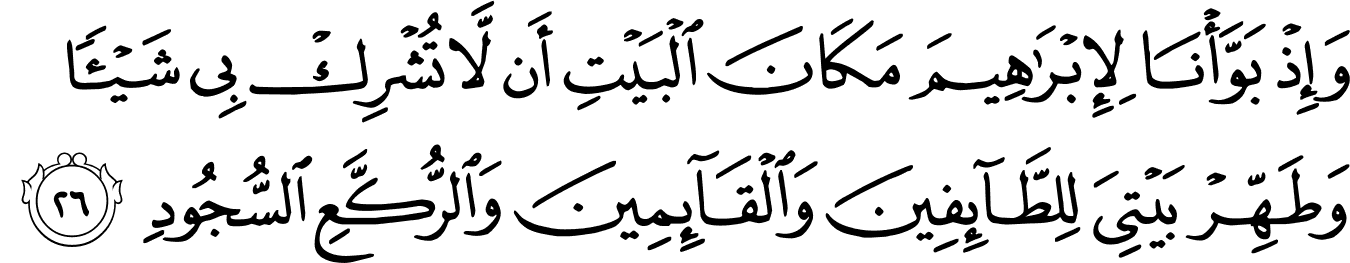 وَإِذْ بَوَّأْنَا لِإِبْرَٰهِيمَ مَكَانَ ٱلْبَيْتِ أَن لَّا تُشْرِكْ بِى شَيْـًٔا
وَطَهِّرْ بَيْتِىَ لِلطَّآئِفِينَ وَٱلْقَآئِمِينَ وَٱلرُّكَّعِ ٱلسُّجُودِ ٢٦